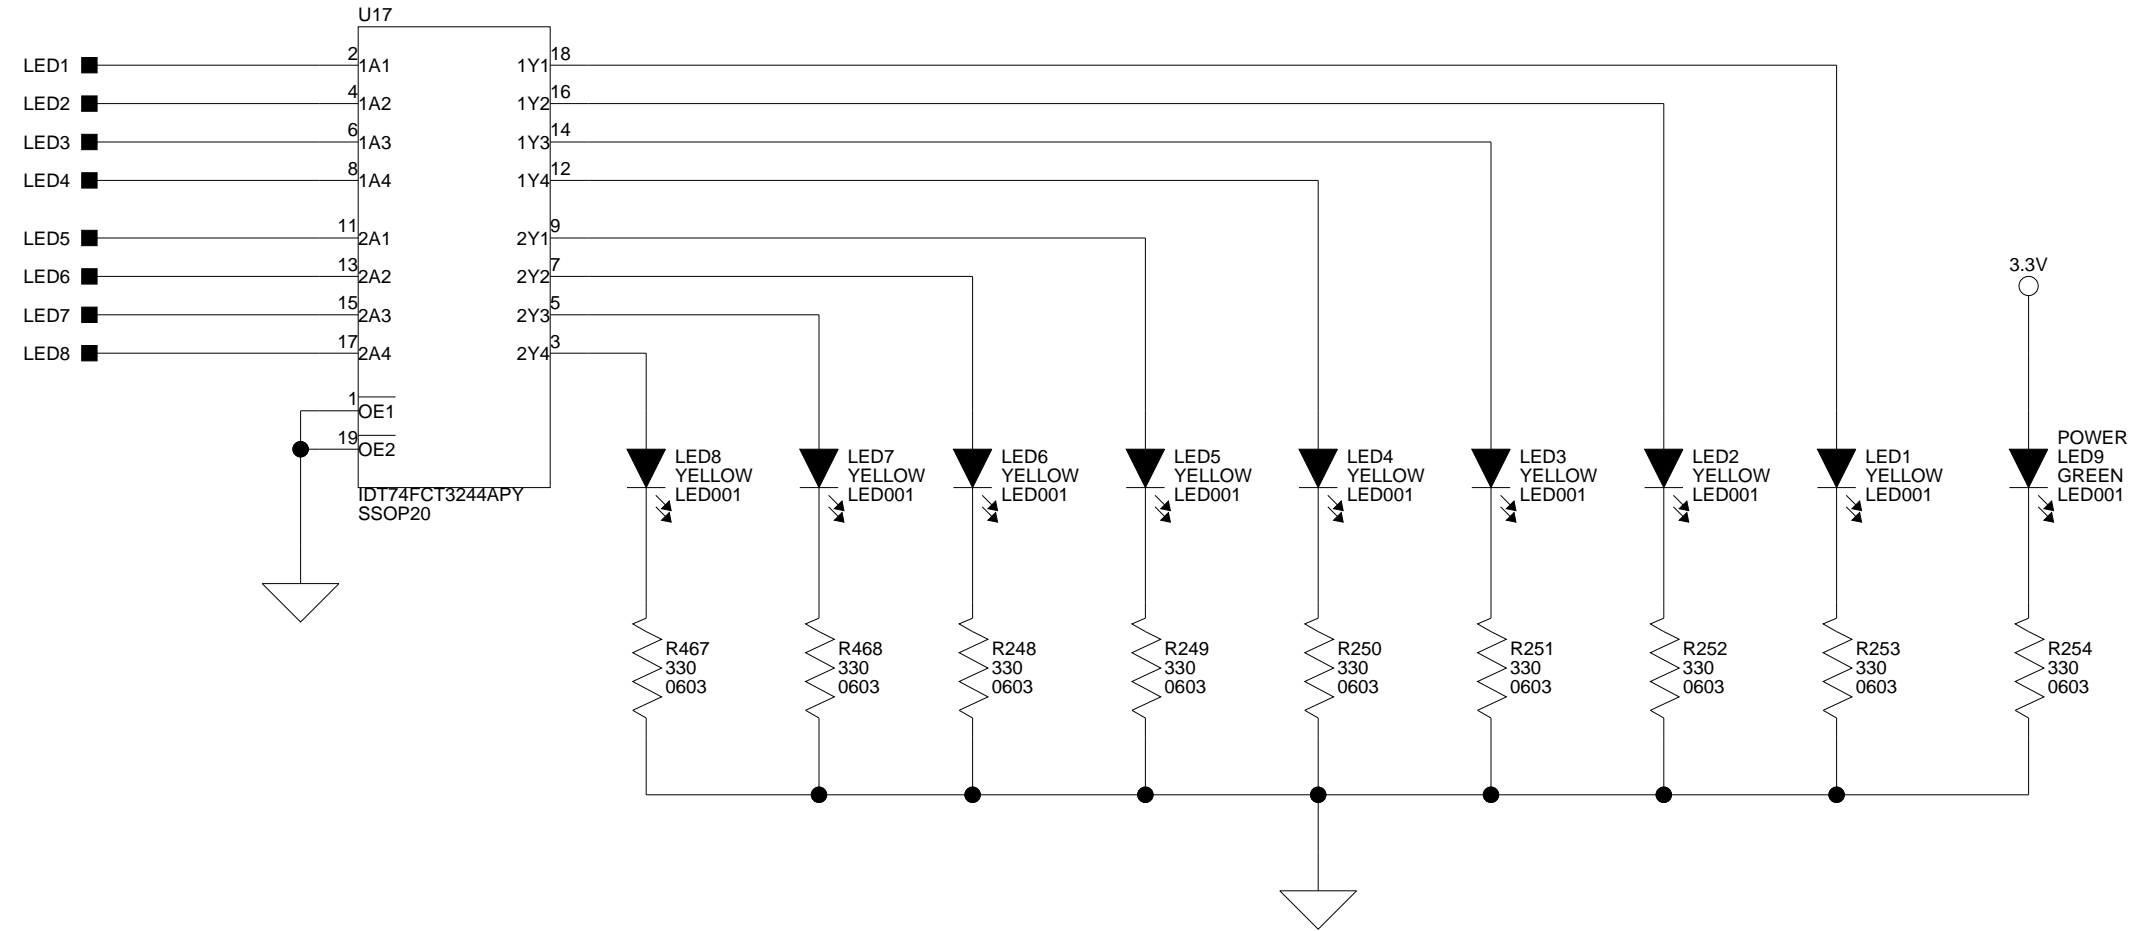 U17
LED1 2 1A1 1Y1 18
LED2 4 1A2 1Y2 16
LED3 6 1A3 1Y3 14
LED4 8 1A4 1Y4 12
LED5 11 2A1 2Y1 9
LED6 13 2A2 2Y2 7
LED7 15 2A3 2Y3 5
LED8 17 2A4 2Y4 3
1 OE1
19 OE2
IDT74FCT3244APY
SSOP20
3.3V
LED8
YELLOW
LED001
LED7
YELLOW
LED001
LED6
YELLOW
LED001
LED5
YELLOW
LED001
LED4
YELLOW
LED001
LED3
YELLOW
LED001
LED2
YELLOW
LED001
LED1
YELLOW
LED001
POWER
LED9
GREEN
LED001
R467
330
0603
R468
330
0603
R248
330
0603
R249
330
0603
R250
330
0603
R251
330
0603
R252
330
0603
R253
330
0603
R254
330
0603